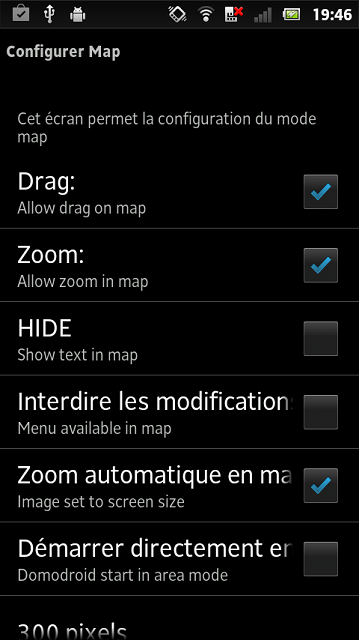 19:46
Configurer Map
Cet écran permet la configuration du mode
map
Drag:
Allow drag on map
Zoom:
Allow zoom in map
HIDE
Show text in map
Interdire les modifications
Menu available in map
Zoom automatique en ma
Image set to screen size
Démarrer directement en
Domodroid start in area mode
300 pixels